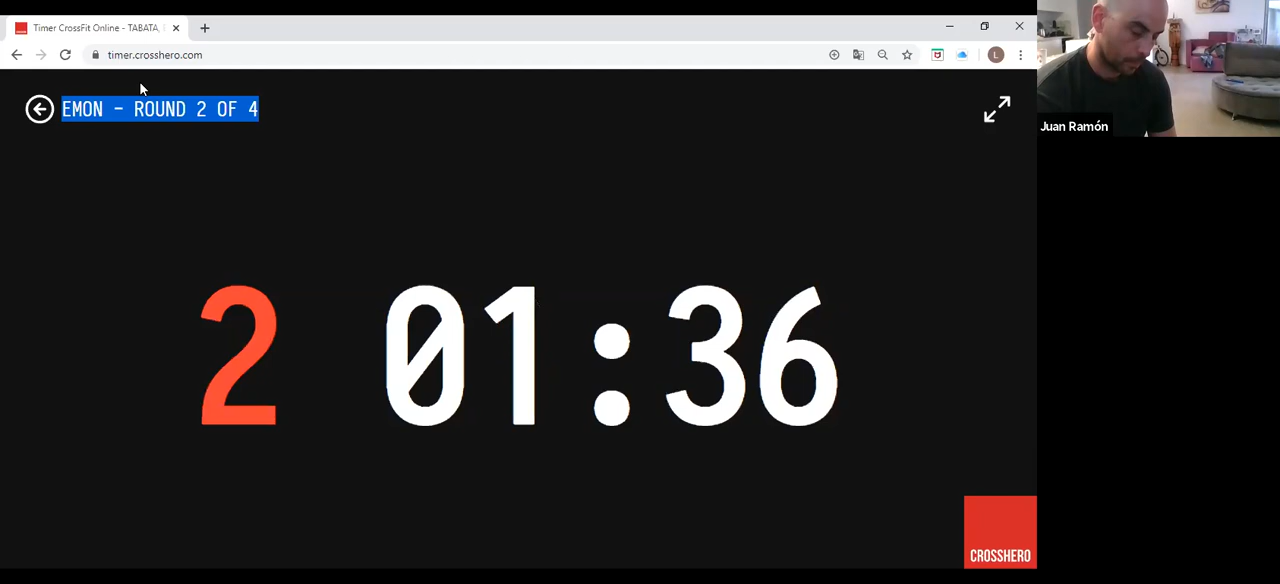 Timer CrossFit Online - TABATA,
timer.crosshero.com
L
EMON - ROUND 2 OF 4
2 01:36
CROSSHERO
Juan Ramón